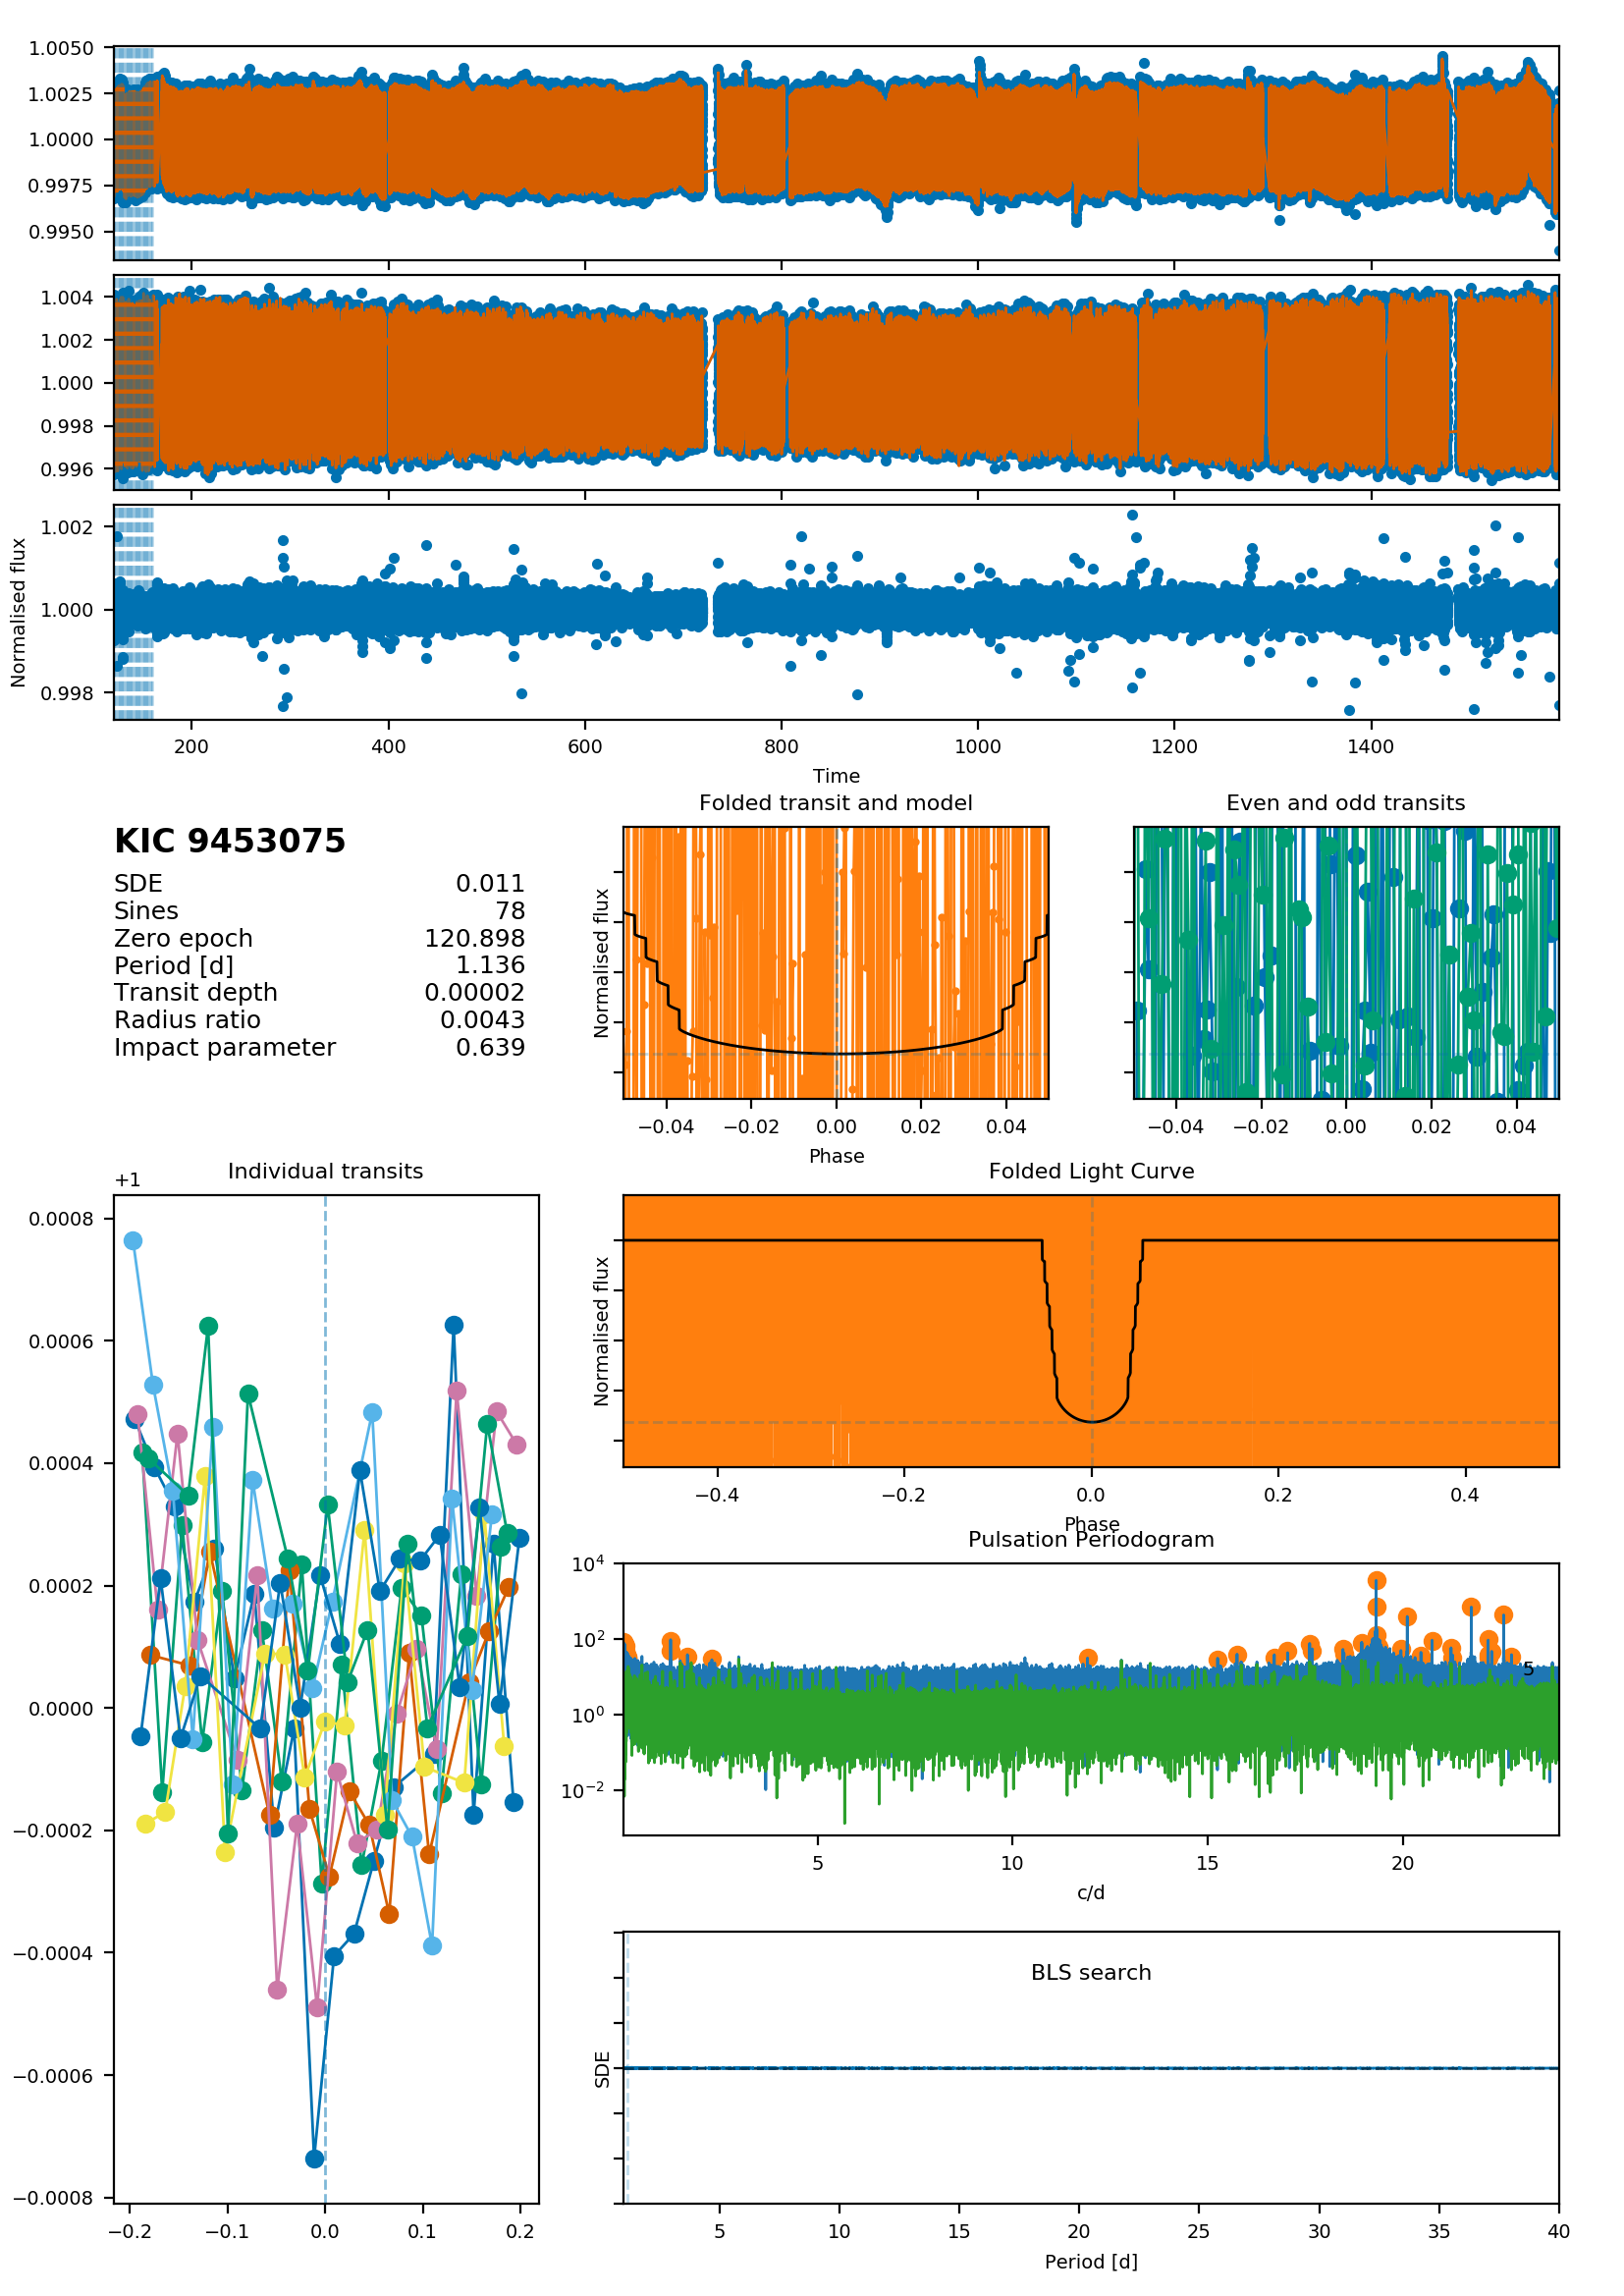 1.0050
1.0025
1.0000
0.9975
0.9950
1.004
1.002
1.000
0.998
0.996
1.002
1.000
0.998
Normalised flux
200 400 600 800 1000 1200 1400
Time
KIC 9453075
SDE 0.011
Sines 78
Zero epoch 120.898
Period [d] 1.136
Transit depth 0.00002
Radius ratio 0.0043
Impact parameter 0.639
Folded transit and model
Normalised flux
−0.04 −0.02 0.00 0.02 0.04
Phase
Even and odd transits
−0.04 −0.02 0.00 0.02 0.04
Individual transits
+1
0.0008
0.0006
0.0004
0.0002
0.0000
−0.0002
−0.0004
−0.0006
−0.0008
−0.2 −0.1 0.0 0.1 0.2
Folded Light Curve
Normalised flux
−0.4 −0.2 0.0 0.2 0.4
Phase
Pulsation Periodogram
10⁴
10²
10⁰
10⁻²
5
5 10 15 20
c/d
BLS search
SDE
5 10 15 20 25 30 35 40
Period [d]